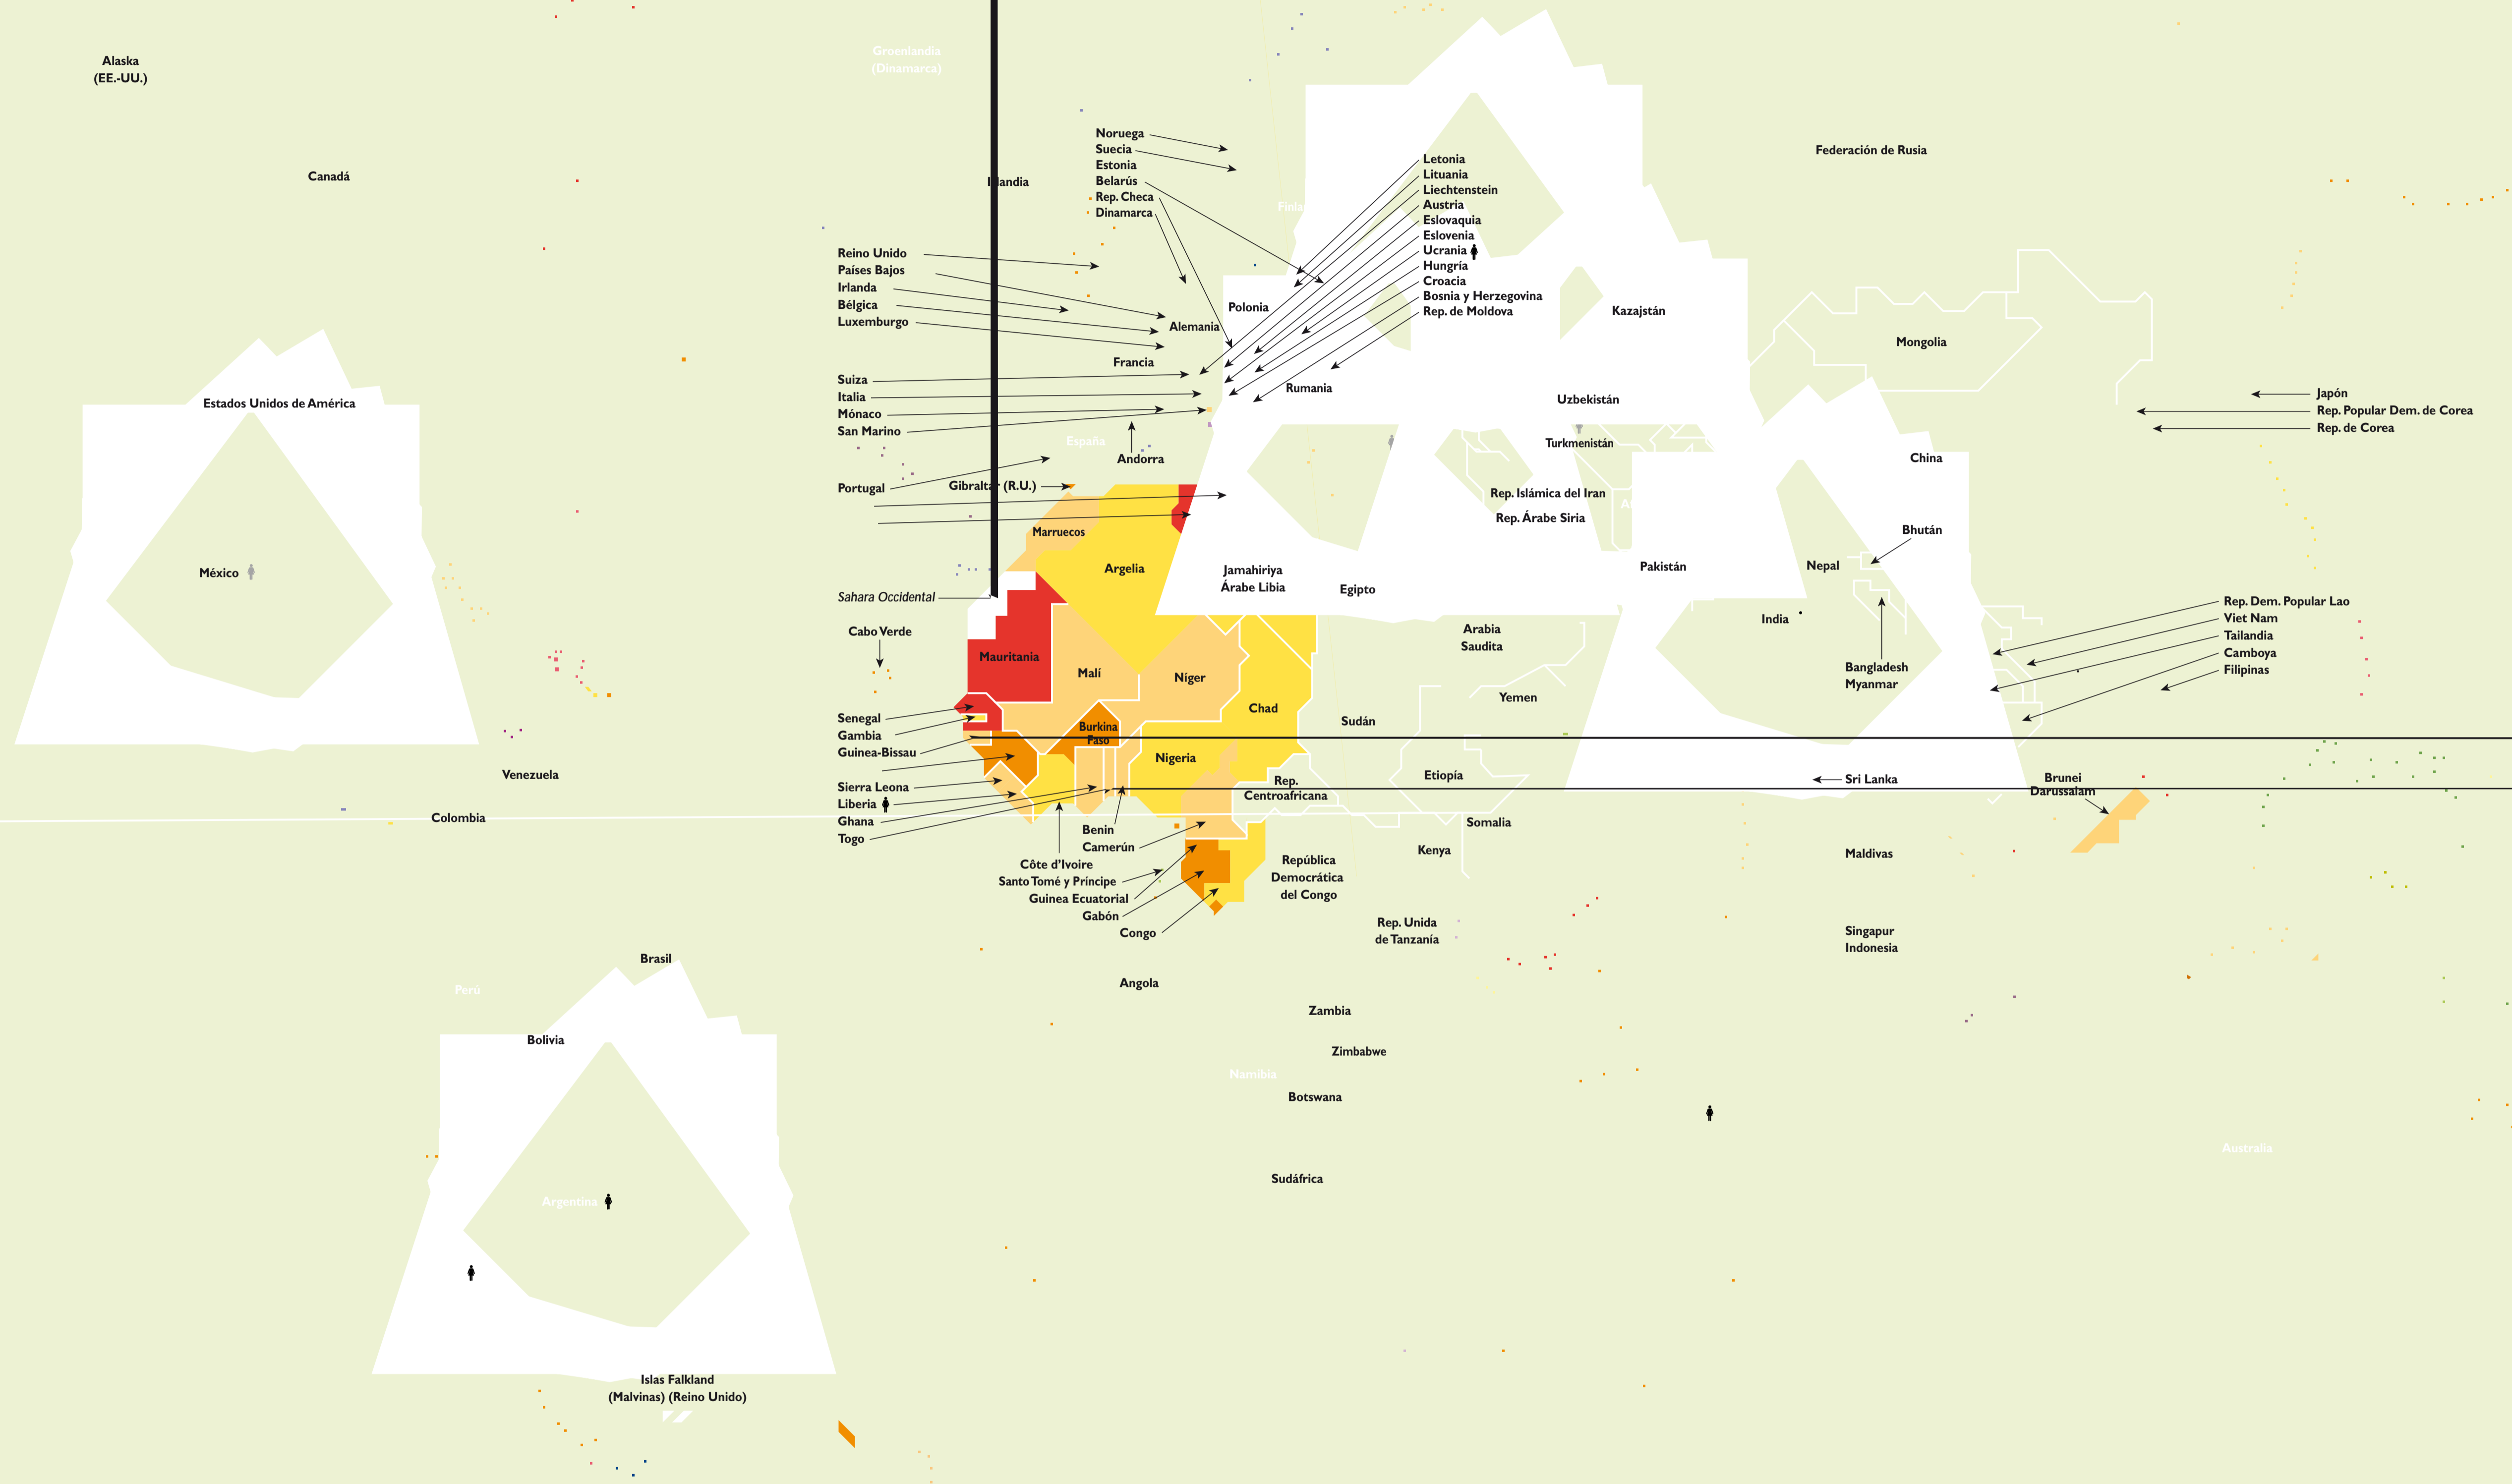 Alaska
(EE.-UU.)
Groenlandia
(Dinamarca)
Canadá
Federación de Rusia
Noruega
Suecia
Estonia
Belarús
Rep. Checa
Dinamarca
Letonia
Lituania
Liechtenstein
Austria
Eslovaquia
Eslovenia
Ucrania
Hungría
Croacia
Bosnia y Herzegovina
Rep. de Moldova
Reino Unido
Países Bajos
Irlanda
Bélgica
Luxemburgo
Polonia
Alemania
Francia
Rumania
Kazajstán
Mongolia
Uzbekistán
Turkmenistán
Suiza
Italia
Mónaco
San Marino
España
Andorra
Portugal
Gibraltar (R.U.)
Estados Unidos de América
México
Japón
Rep. Popular Dem. de Corea
Rep. de Corea
China
Rep. Islámica del Iran
Rep. Árabe Siria
Bhután
Pakistán
Nepal
India
Marruecos
Argelia
Jamahiriya
Árabe Libia
Egipto
Sahara Occidental
Cabo Verde
Arabia
Saudita
Bangladesh
Myanmar
Rep. Dem. Popular Lao
Viet Nam
Tailandia
Camboya
Filipinas
Mauritania
Malí
Níger
Chad
Sudán
Yemen
Senegal
Gambia
Guinea-Bissau
Burkina
Faso
Nigeria
Rep.
Centroafricana
Etiopía
Sri Lanka
Brunei
Darussalam
Venezuela
Colombia
Sierra Leona
Liberia
Ghana
Togo
Benin
Camerún
Côte d'Ivoire
Santo Tomé y Príncipe
Guinea Ecuatorial
Gabón
Congo
Somalia
Kenya
República
Democrática
del Congo
Maldivas
Rep. Unida
de Tanzanía
Singapur
Indonesia
Brasil
Perú
Bolivia
Angola
Zambia
Zimbabwe
Namibia
Botswana
Sudáfrica
Australia
Argentina
Islas Falkland
(Malvinas) (Reino Unido)